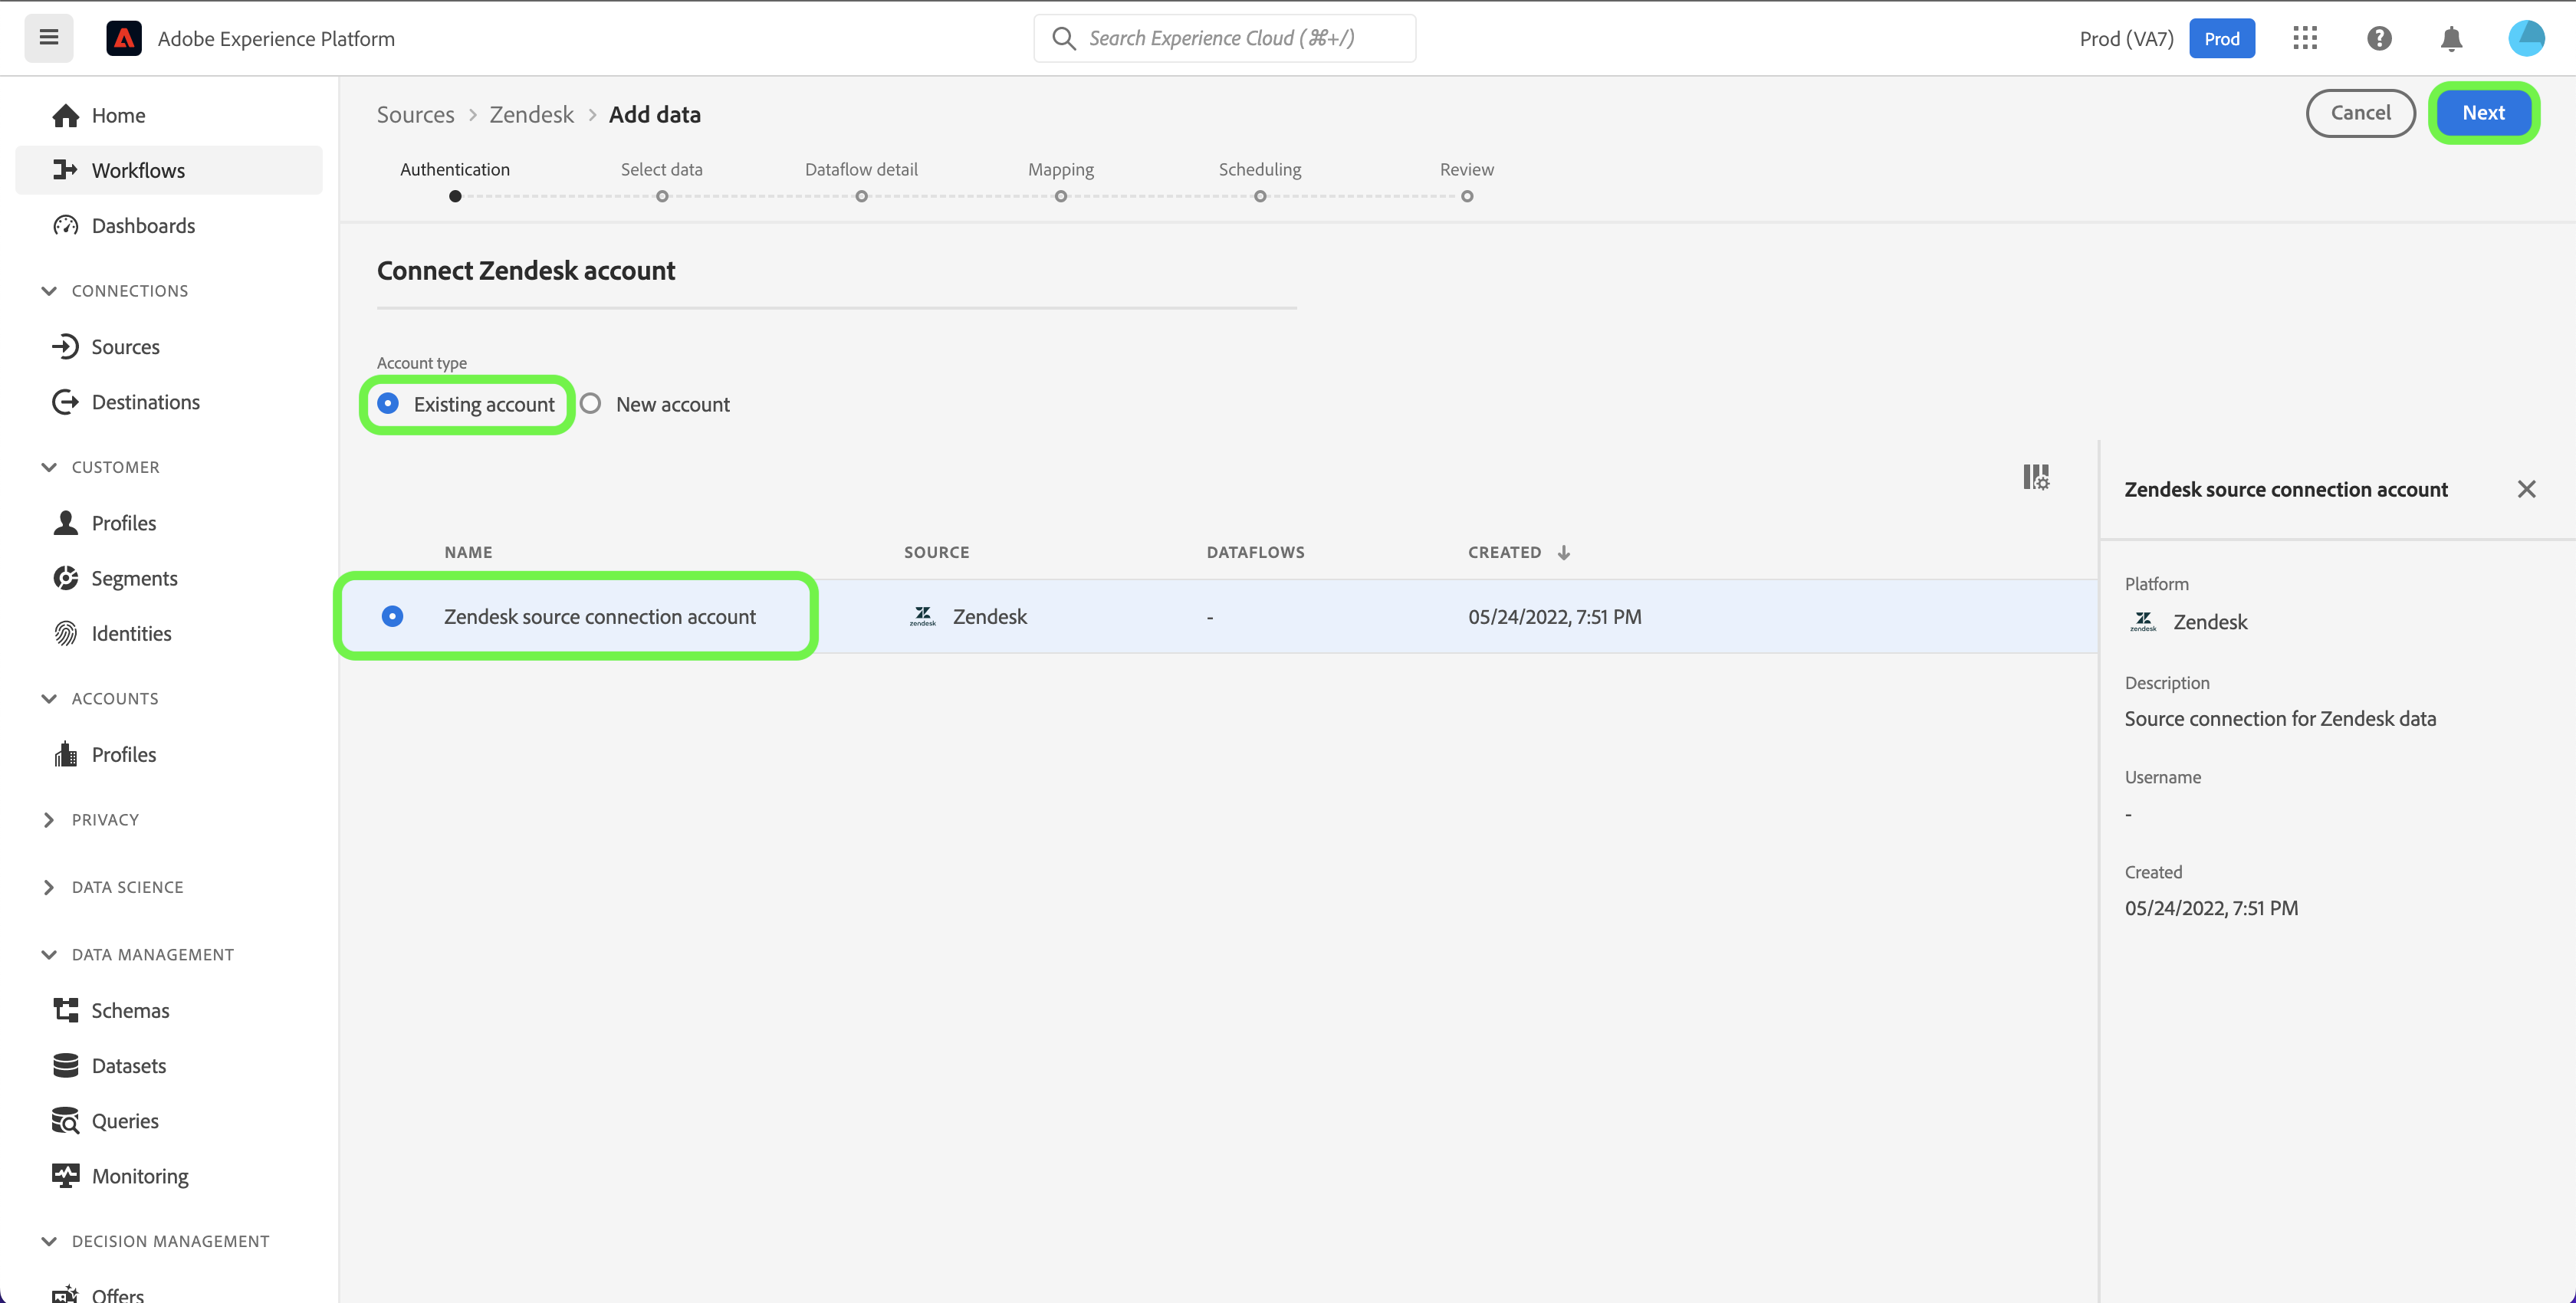 Adobe Experience Platform
Search Experience Cloud (⌘+/)
Prod (VA7)
Prod
Home
Workflows
Dashboards
CONNECTIONS
Sources
Destinations
CUSTOMER
Profiles
Segments
Identities
ACCOUNTS
Profiles
PRIVACY
DATA SCIENCE
DATA MANAGEMENT
Schemas
Datasets
Queries
Monitoring
DECISION MANAGEMENT
Offers
Sources > Zendesk > Add data
Cancel
Next
Authentication Select data Dataflow detail Mapping Scheduling Review
Connect Zendesk account
Account type
Existing account New account
NAME SOURCE DATAFLOWS CREATED
Zendesk source connection account zendesk Zendesk - 05/24/2022, 7:51 PM
Zendesk source connection account
Platform
zendesk Zendesk
Description
Source connection for Zendesk data
Username
-
Created
05/24/2022, 7:51 PM